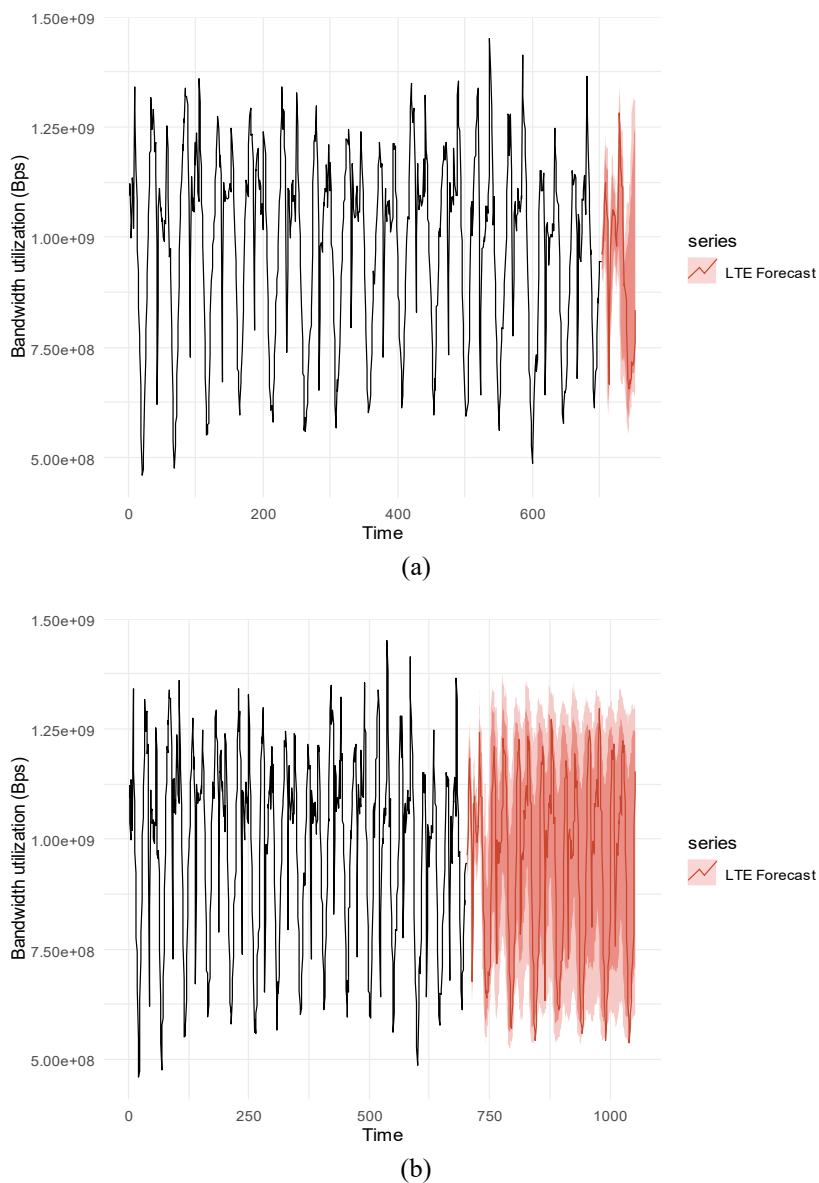 1.50e+09
1.25e+09
1.00e+09
7.50e+08
5.00e+08
Bandwidth utilization (Bps)
0 200 400 600
Time
series
LTE Forecast
(a)
1.50e+09
1.25e+09
1.00e+09
7.50e+08
5.00e+08
Bandwidth utilization (Bps)
0 250 500 750 1000
Time
series
LTE Forecast
(b)